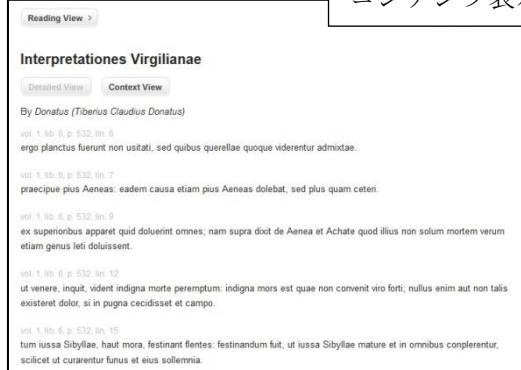 コンテンツ表
Reading View >
Interpretationes Virgilianae
Detailed View Context View
By Donatus (Tiberius Claudius Donatus)
vol. 1, lib. 6, p. 532, lin. 6
ergo planctus fuerunt non usitati, sed quibus querellae quoque viderentur admixtae.
vol. 1, lib. 6, p. 532, lin. 7
praecipue pius Aeneas: eadem causa etiam pius Aeneas dolebat, sed plus quam ceteri.
vol. 1, lib. 6, p. 532, lin. 9
ex superioribus apparet quid doluerint omnes; nam supra dixit de Aenea et Achate quod illius non solum mortem verum
etiam genus leti doluissent.
vol. 1, lib. 6, p. 532, lin. 12
ut venere, inquit, vident indigna morte peremptum: indigna mors est quae non convenit viro forti; nullus enim aut non talis
existeret dolor, si in pugna cecidisset et campo.
vol. 1, lib. 6, p. 532, lin. 15
tum iussa Sibyllae, haut mora, festinant flentes: festinandum fuit, ut iussa Sibyllae mature et in omnibus conplerentur,
scilicet ut curarentur funus et eius sollemnia.